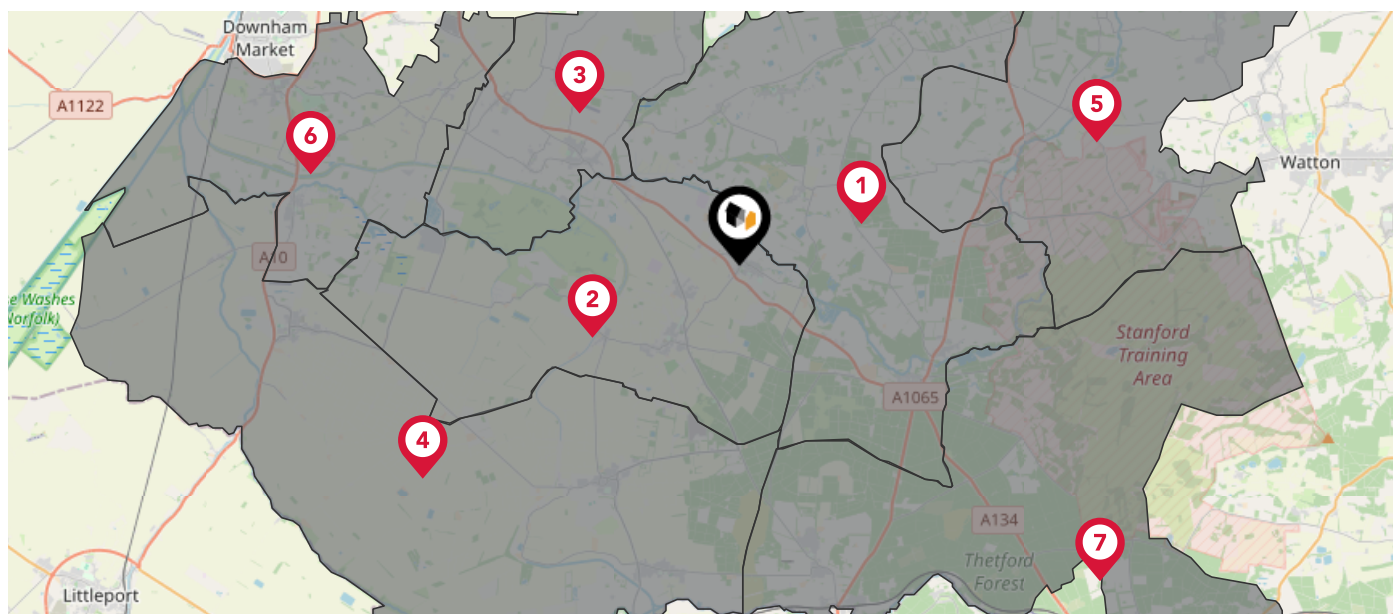 Downham
Market
3
A1122
5
6
Watton
1
A10
e Washes
Norfolk)
2
Stanford
Training
Area
A1065
4
A134
7
Thetford
Forest
Littleport